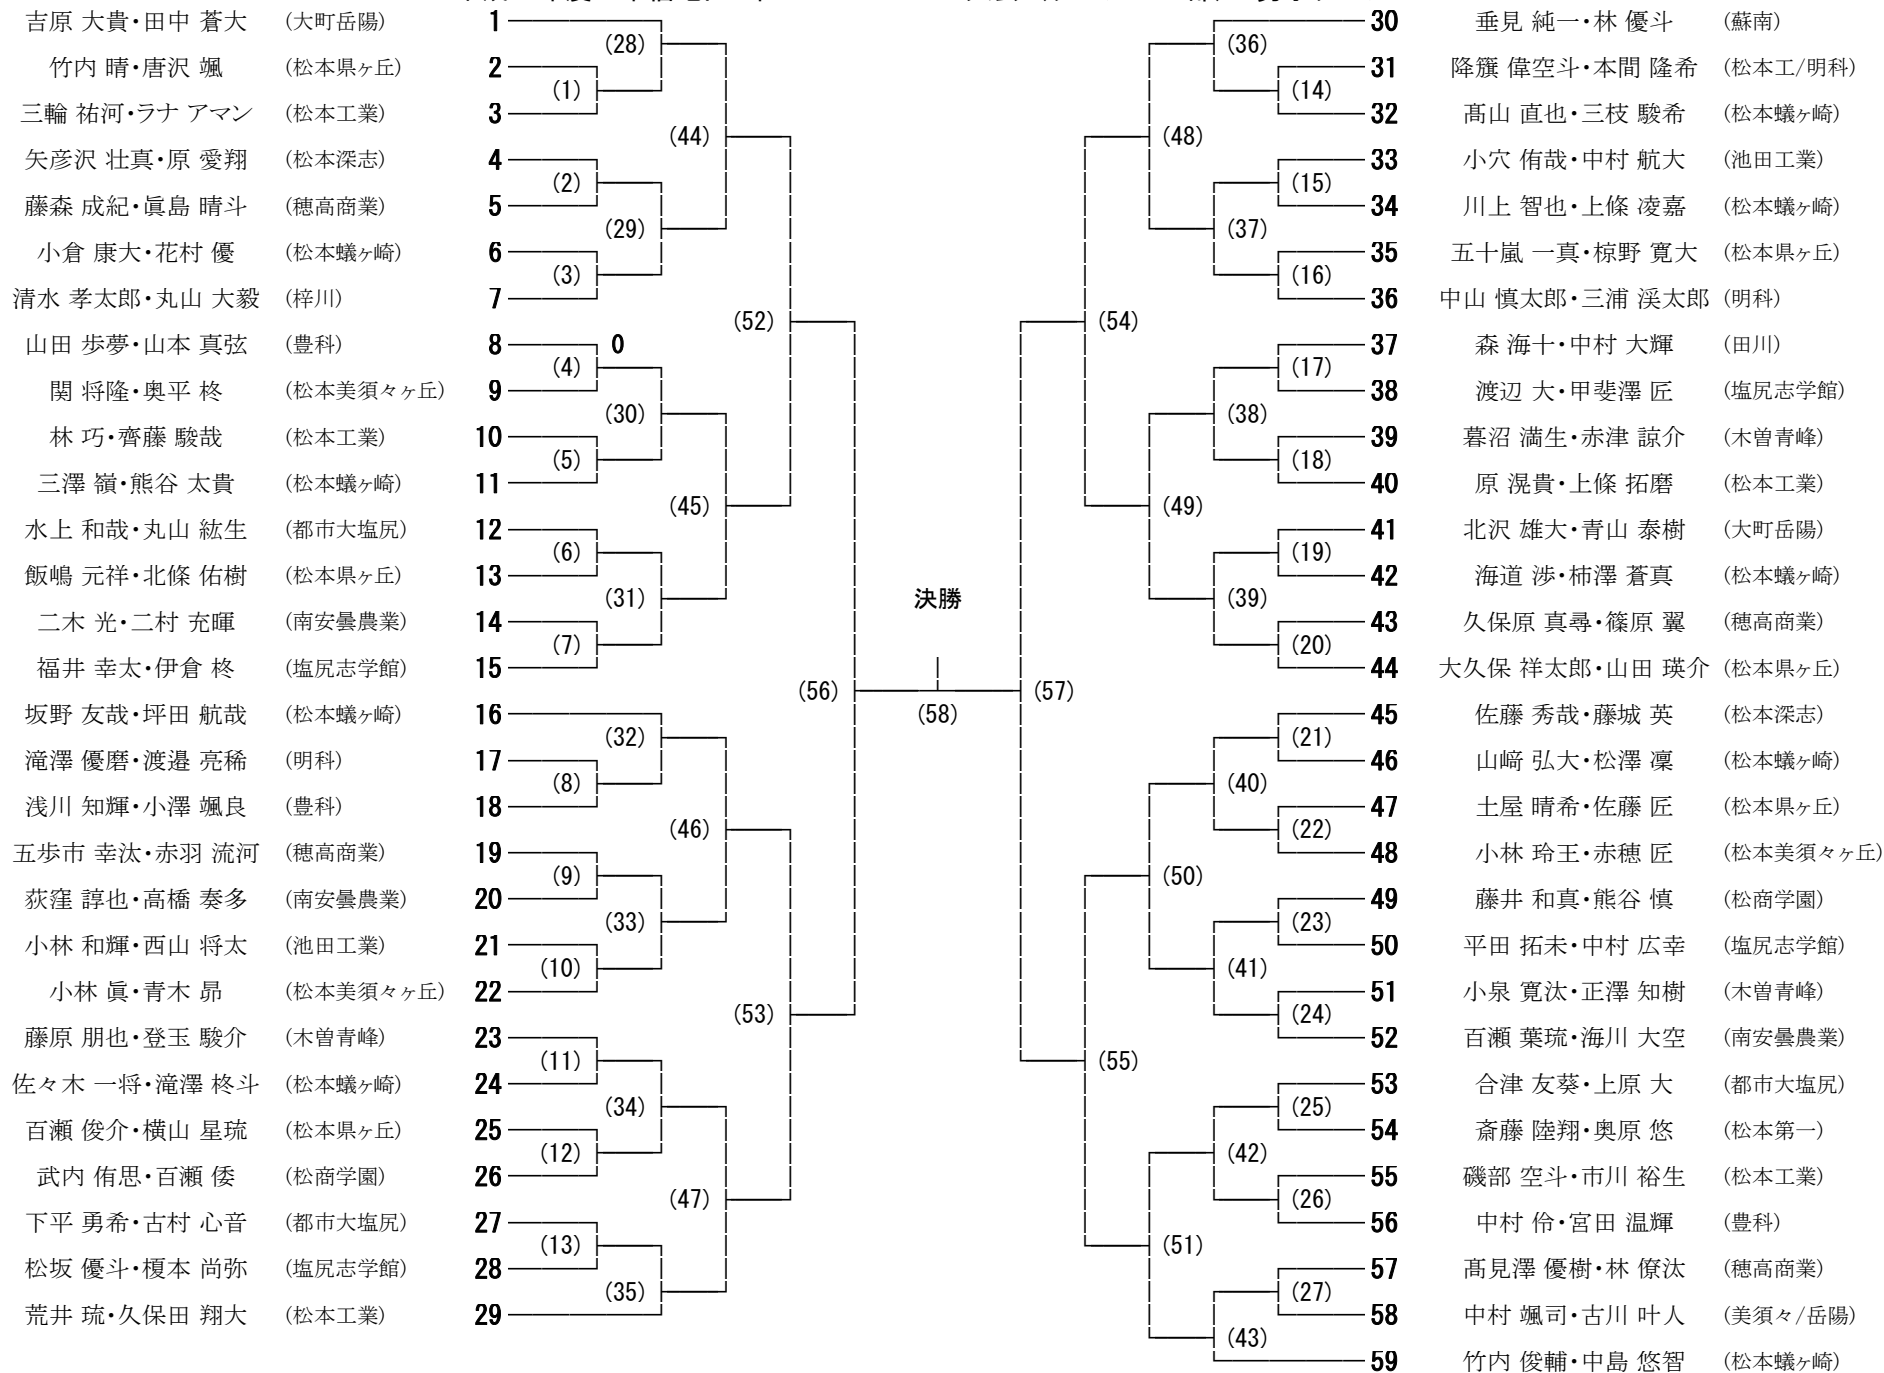 吉原 大貴・田中 蒼大 (大町岳陽) 1
竹内 晴・唐沢 颯 (松本県ヶ丘) 2
三輪 祐河・ラナ アマン (松本工業) 3
矢彦沢 壮真・原 愛翔 (松本深志) 4
藤森 成紀・眞島 晴斗 (穂高商業) 5
小倉 康大・花村 優 (松本蟻ヶ崎) 6
清水 孝太郎・丸山 大毅 (梓川) 7
山田 歩夢・山本 真弦 (豊科) 8 0
関 将隆・奥平 柊 (松本美須々ヶ丘) 9
林 巧・齊藤 駿哉 (松本工業) 10
三澤 嶺・熊谷 太貴 (松本蟻ヶ崎) 11
水上 和哉・丸山 紘生 (都市大塩尻) 12
飯嶋 元祥・北條 佑樹 (松本県ヶ丘) 13
二木 光・二村 充暉 (南安曇農業) 14
福井 幸太・伊倉 柊 (塩尻志学館) 15
坂野 友哉・坪田 航哉 (松本蟻ヶ崎) 16
滝澤 優磨・渡邉 亮稀 (明科) 17
浅川 知輝・小澤 颯良 (豊科) 18
五歩市 幸汰・赤羽 流河 (穂高商業) 19
荻窪 諄也・高橋 奏多 (南安曇農業) 20
小林 和輝・西山 将太 (池田工業) 21
小林 眞・青木 昴 (松本美須々ヶ丘) 22
藤原 朋也・登玉 駿介 (木曽青峰) 23
佐々木 一将・滝澤 柊斗 (松本蟻ヶ崎) 24
百瀬 俊介・横山 星琉 (松本県ヶ丘) 25
武内 侑思・百瀬 倭 (松商学園) 26
下平 勇希・古村 心音 (都市大塩尻) 27
松坂 優斗・榎本 尚弥 (塩尻志学館) 28
荒井 琉・久保田 翔大 (松本工業) 29
(1)
(2)
(3)
(4)
(5)
(6)
(7)
(8)
(9)
(10)
(11)
(12)
(13)
(28)
(29)
(30)
(31)
(32)
(33)
(34)
(35)
(44)
(45)
(46)
(47)
(52)
(53)
(56)
決勝
(58)
(57)
(54)
(55)
(48)
(49)
(50)
(51)
(36)
(37)
(38)
(39)
(40)
(41)
(42)
(43)
(14)
(15)
(16)
(17)
(18)
(19)
(20)
(21)
(22)
(23)
(24)
(25)
(26)
(27)
30 垂見 純一・林 優斗 (蘇南)
31 降籏 偉空斗・本間 隆希 (松本工/明科)
32 髙山 直也・三枝 駿希 (松本蟻ヶ崎)
33 小穴 侑哉・中村 航大 (池田工業)
34 川上 智也・上條 凌嘉 (松本蟻ヶ崎)
35 五十嵐 一真・椋野 寛大 (松本県ヶ丘)
36 中山 慎太郎・三浦 渓太郎 (明科)
37 森 海十・中村 大輝 (田川)
38 渡辺 大・甲斐澤 匠 (塩尻志学館)
39 暮沼 満生・赤津 諒介 (木曽青峰)
40 原 滉貴・上條 拓磨 (松本工業)
41 北沢 雄大・青山 泰樹 (大町岳陽)
42 海道 渉・柿澤 蒼真 (松本蟻ヶ崎)
43 久保原 真尋・篠原 翼 (穂高商業)
44 大久保 祥太郎・山田 瑛介 (松本県ヶ丘)
45 佐藤 秀哉・藤城 英 (松本深志)
46 山﨑 弘大・松澤 凜 (松本蟻ヶ崎)
47 土屋 晴希・佐藤 匠 (松本県ヶ丘)
48 小林 玲王・赤穂 匠 (松本美須々ヶ丘)
49 藤井 和真・熊谷 慎 (松商学園)
50 平田 拓未・中村 広幸 (塩尻志学館)
51 小泉 寛汰・正澤 知樹 (木曽青峰)
52 百瀬 葉琉・海川 大空 (南安曇農業)
53 合津 友葵・上原 大 (都市大塩尻)
54 斎藤 陸翔・奥原 悠 (松本第一)
55 磯部 空斗・市川 裕生 (松本工業)
56 中村 伶・宮田 温輝 (豊科)
57 髙見澤 優樹・林 僚汰 (穂高商業)
58 中村 颯司・古川 叶人 (美須々/岳陽)
59 竹内 俊輔・中島 悠智 (松本蟻ヶ崎)